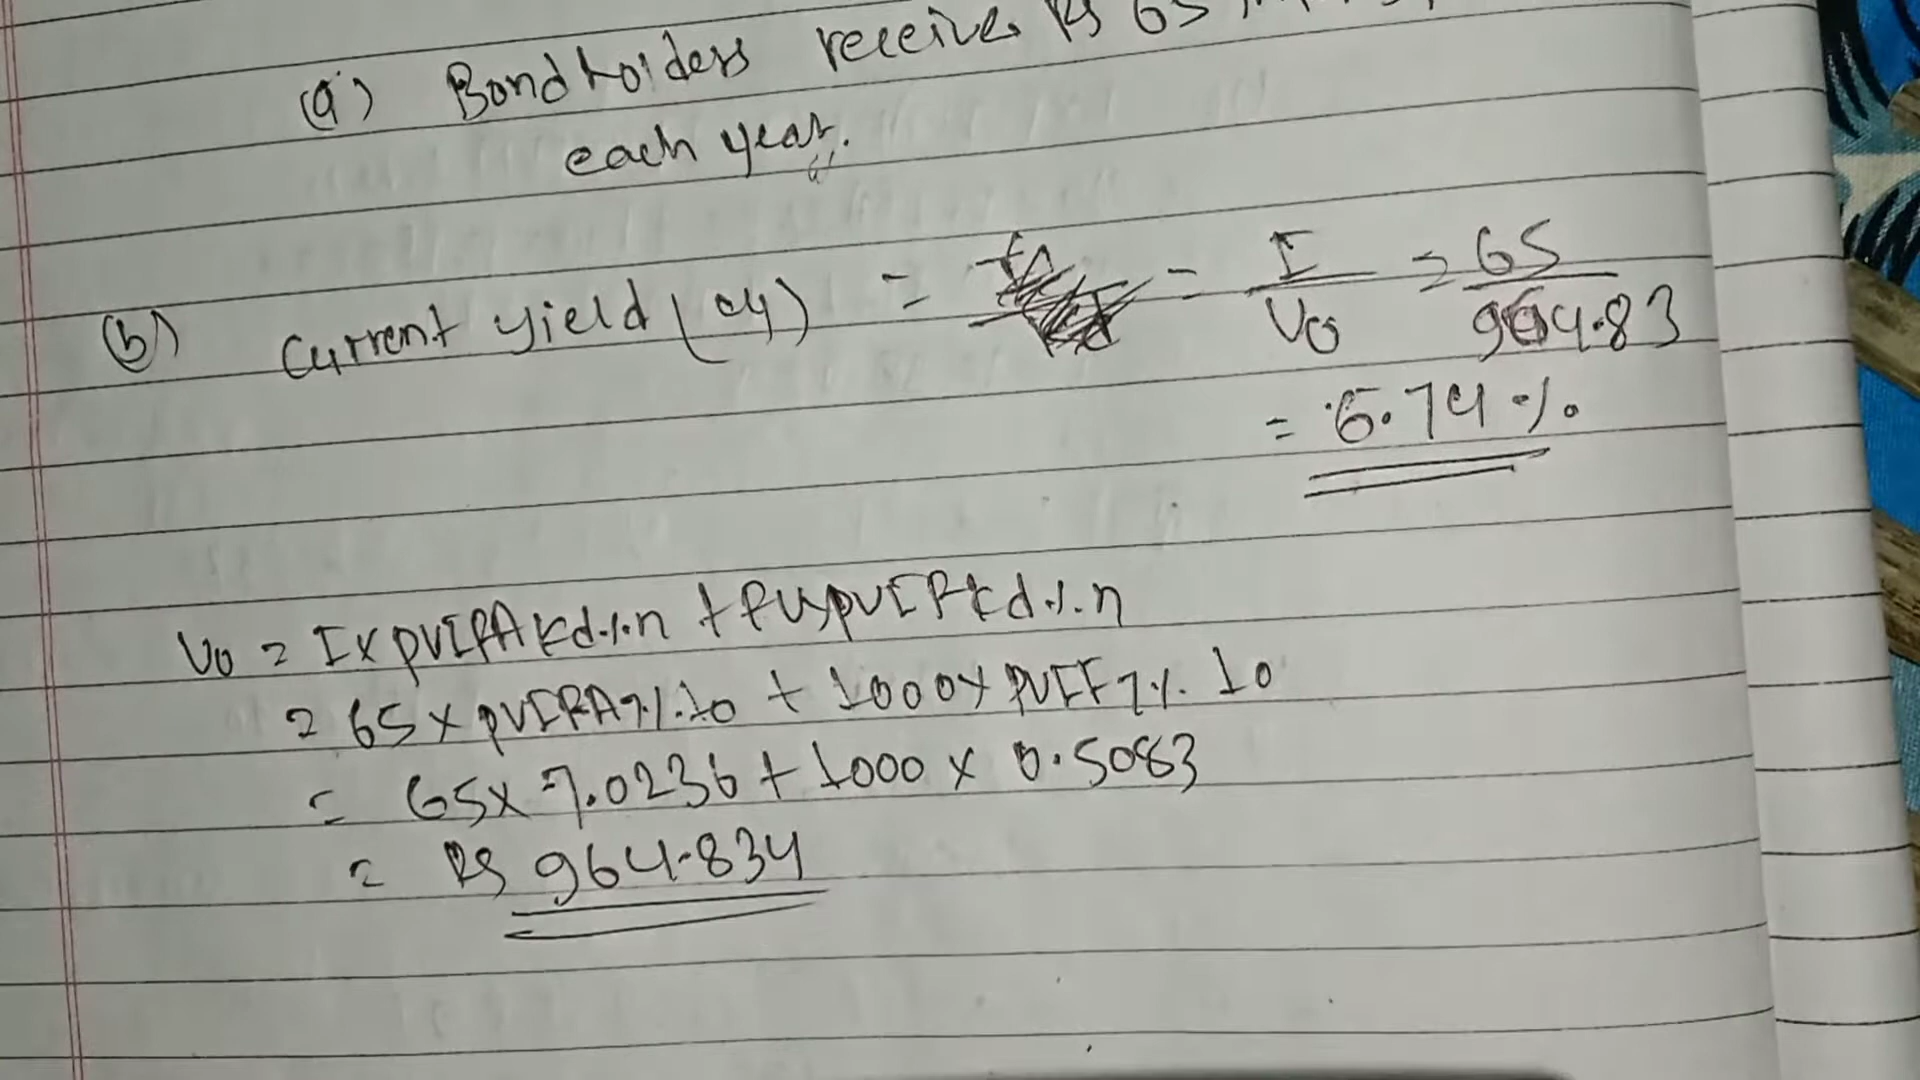 (a) Bondholders receive Rs 65
each year.
(b) Current yield (cy) = = I/V0 = 65/964.83
= 6.74 %
V0 = I x PVIFA kd%.n + FV x PVIF kd%.n
= 65 x PVIFA 7%.10 + 1000 x PVIF 7%. 10
= 65 x 7.0236 + 1000 x 0.5083
= Rs 964.834